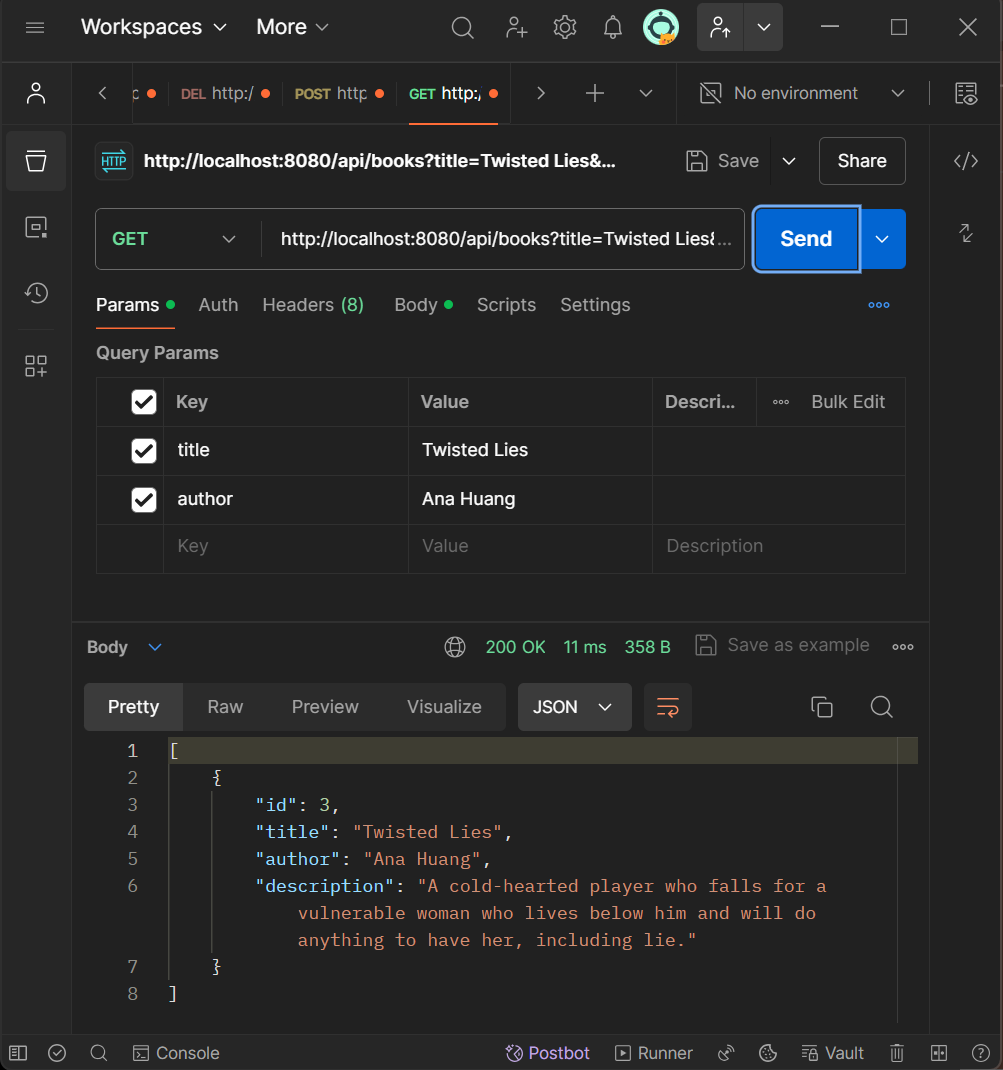 Workspaces More
DEL http:/ POST http GET http:/ No environment
HTTP http://localhost:8080/api/books?title=Twisted Lies&... Save Share
GET http://localhost:8080/api/books?title=Twisted Lies&... Send
Params Auth Headers (8) Body Scripts Settings
Query Params
Key Value Descri... Bulk Edit
title Twisted Lies
author Ana Huang
Key Value Description
Body 200 OK 11 ms 358 B Save as example
Pretty Raw Preview Visualize JSON
1 [
2 {
3 "id": 3,
4 "title": "Twisted Lies",
5 "author": "Ana Huang",
6 "description": "A cold-hearted player who falls for a
vulnerable woman who lives below him and will do
anything to have her, including lie."
7 }
8 ]
Console Postbot Runner Vault